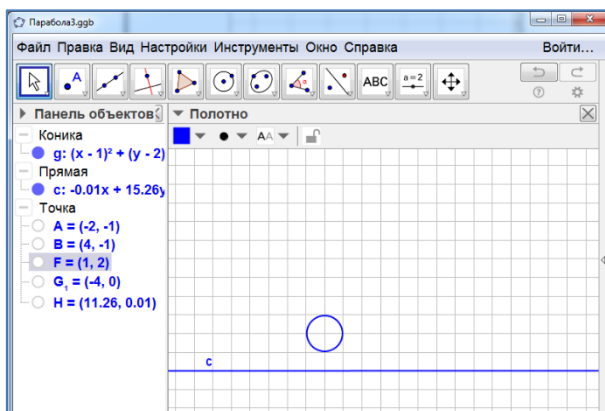 Парабола3.ggb
Файл Правка Вид Настройки Инструменты Окно Справка Войти...
A ABC a=2
Панель объектов Полотно
AA
Коника
g: (x - 1)² + (y - 2)
Прямая
c: -0.01x + 15.26y
Точка
A = (-2, -1)
B = (4, -1)
F = (1, 2)
G₁ = (-4, 0)
H = (11.26, 0.01)
c